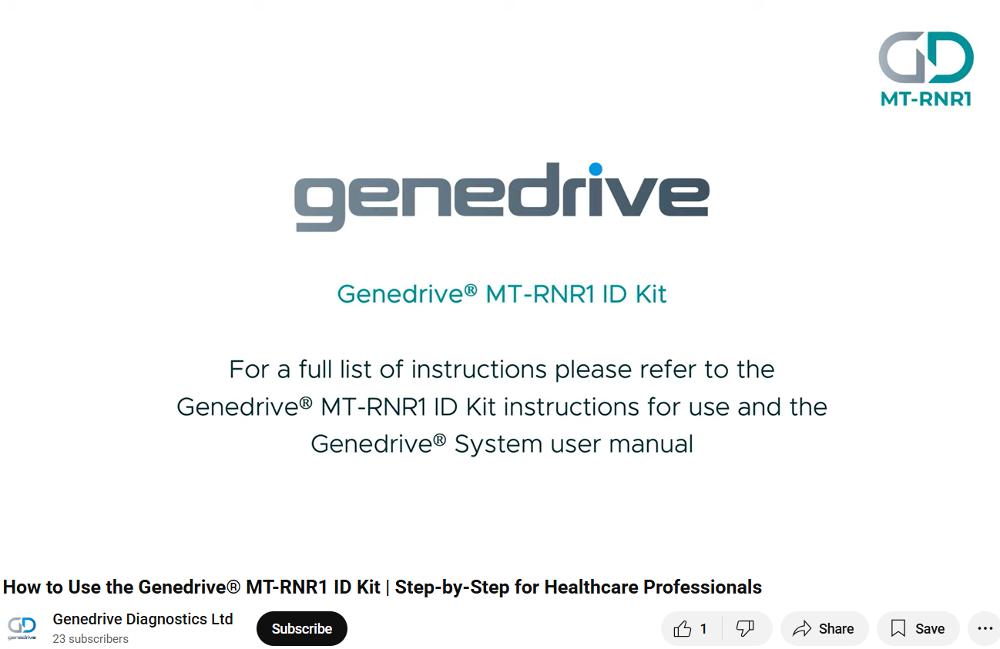 GD
MT-RNR1
genedrive
Genedrive® MT-RNR1 ID Kit
For a full list of instructions please refer to the
Genedrive® MT-RNR1 ID Kit instructions for use and the
Genedrive® System user manual
How to Use the Genedrive® MT-RNR1 ID Kit | Step-by-Step for Healthcare Professionals
GD
genedrive
Genedrive Diagnostics Ltd
23 subscribers
Subscribe
1
Share
Save